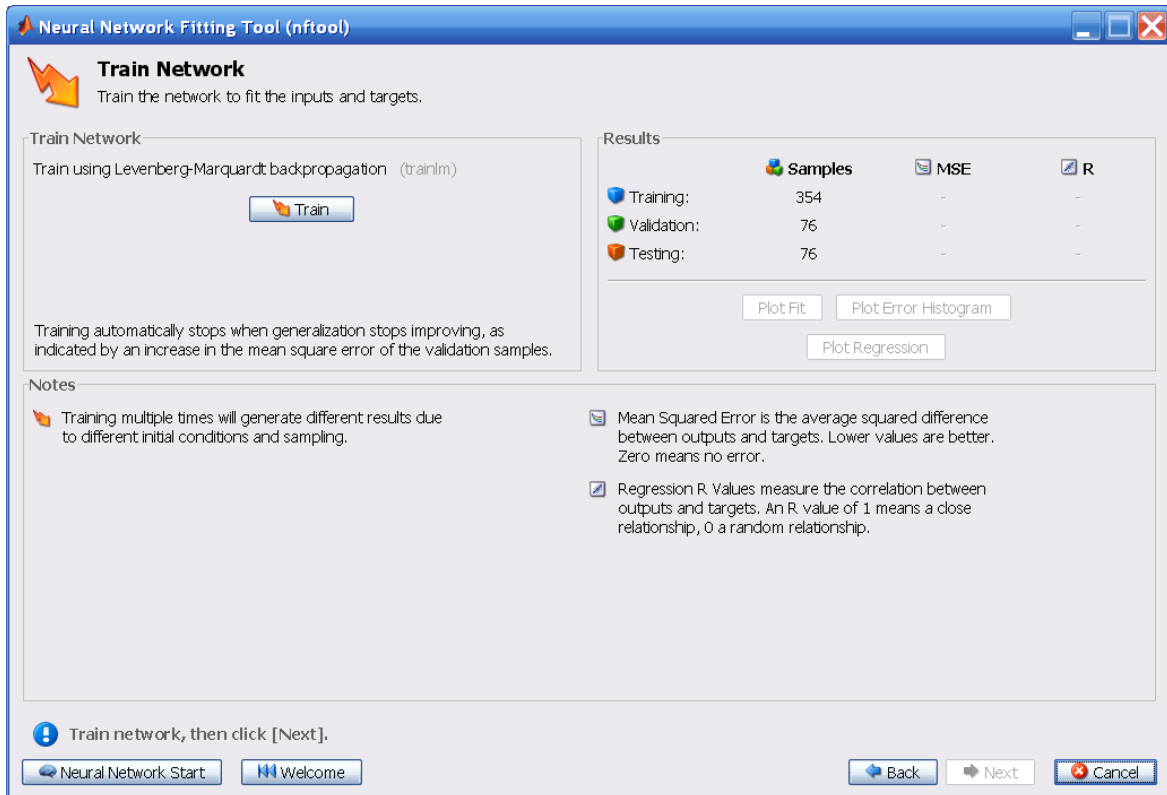 Neural Network Fitting Tool (nftool)
Train Network
Train the network to fit the inputs and targets.
Train Network
Train using Levenberg-Marquardt backpropagation (trainlm)
Train
Training automatically stops when generalization stops improving, as
indicated by an increase in the mean square error of the validation samples.
Results
Samples MSE R
Training: 354 - -
Validation: 76 - -
Testing: 76 - -
Plot Fit Plot Error Histogram
Plot Regression
Notes
Training multiple times will generate different results due
to different initial conditions and sampling.
Mean Squared Error is the average squared difference
between outputs and targets. Lower values are better.
Zero means no error.
Regression R Values measure the correlation between
outputs and targets. An R value of 1 means a close
relationship, 0 a random relationship.
Train network, then click [Next].
Neural Network Start Welcome Back Next Cancel